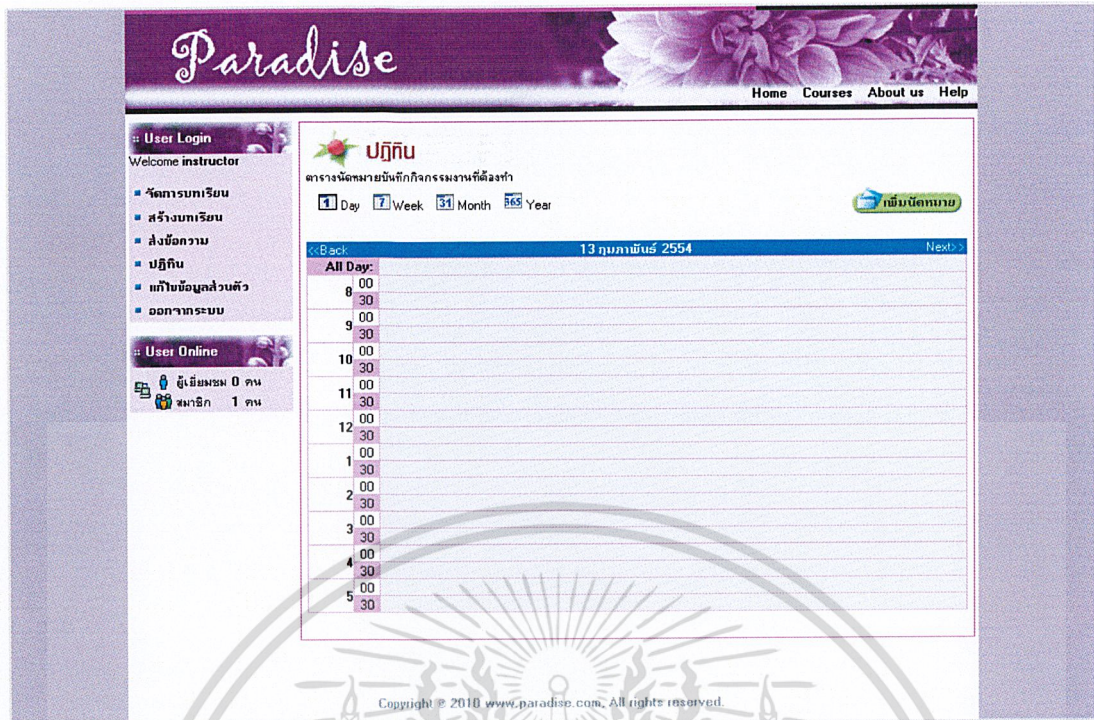 Paradise
Home Courses About us Help
:: User Login
Welcome instructor
จัดการบทเรียน
สร้างบทเรียน
ส่งข้อความ
ปฏิทิน
แก้ไขข้อมูลส่วนตัว
ออกจากระบบ
:: User Online
ผู้เยี่ยมชม 0 คน
สมาชิก 1 คน
ปฏิทิน
ตารางนัดหมายบันทึกกิจกรรมงานที่ต้องทำ
1 Day 7 Week 31 Month 365 Year
เพิ่มนัดหมาย
<<Back 13 กุมภาพันธ์ 2554 Next>>
All Day:
8 00
30
9 00
30
10 00
30
11 00
30
12 00
30
1 00
30
2 00
30
3 00
30
4 00
30
5 00
30
Copyright © 2010 www.paradise.com, All rights reserved.